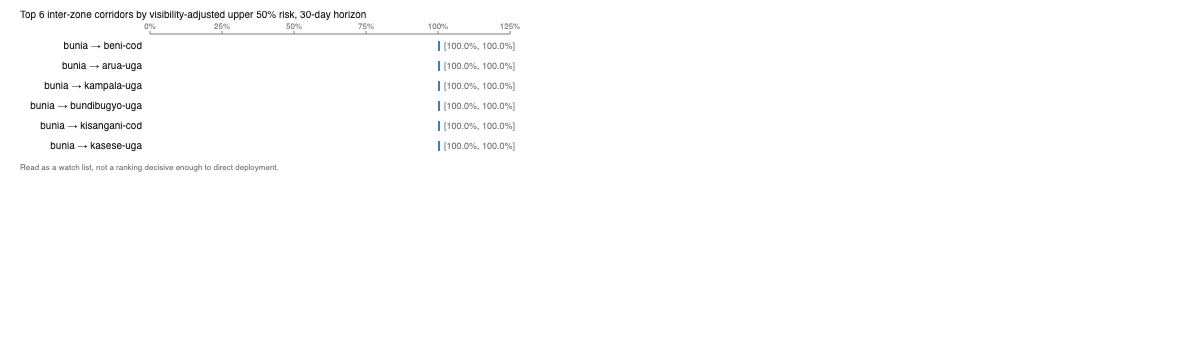 Top 6 inter-zone corridors by visibility-adjusted upper 50% risk, 30-day horizon
0% 25% 50% 75% 100% 125%
bunia → beni-cod [100.0%, 100.0%]
bunia → arua-uga [100.0%, 100.0%]
bunia → kampala-uga [100.0%, 100.0%]
bunia → bundibugyo-uga [100.0%, 100.0%]
bunia → kisangani-cod [100.0%, 100.0%]
bunia → kasese-uga [100.0%, 100.0%]
Read as a watch list, not a ranking decisive enough to direct deployment.